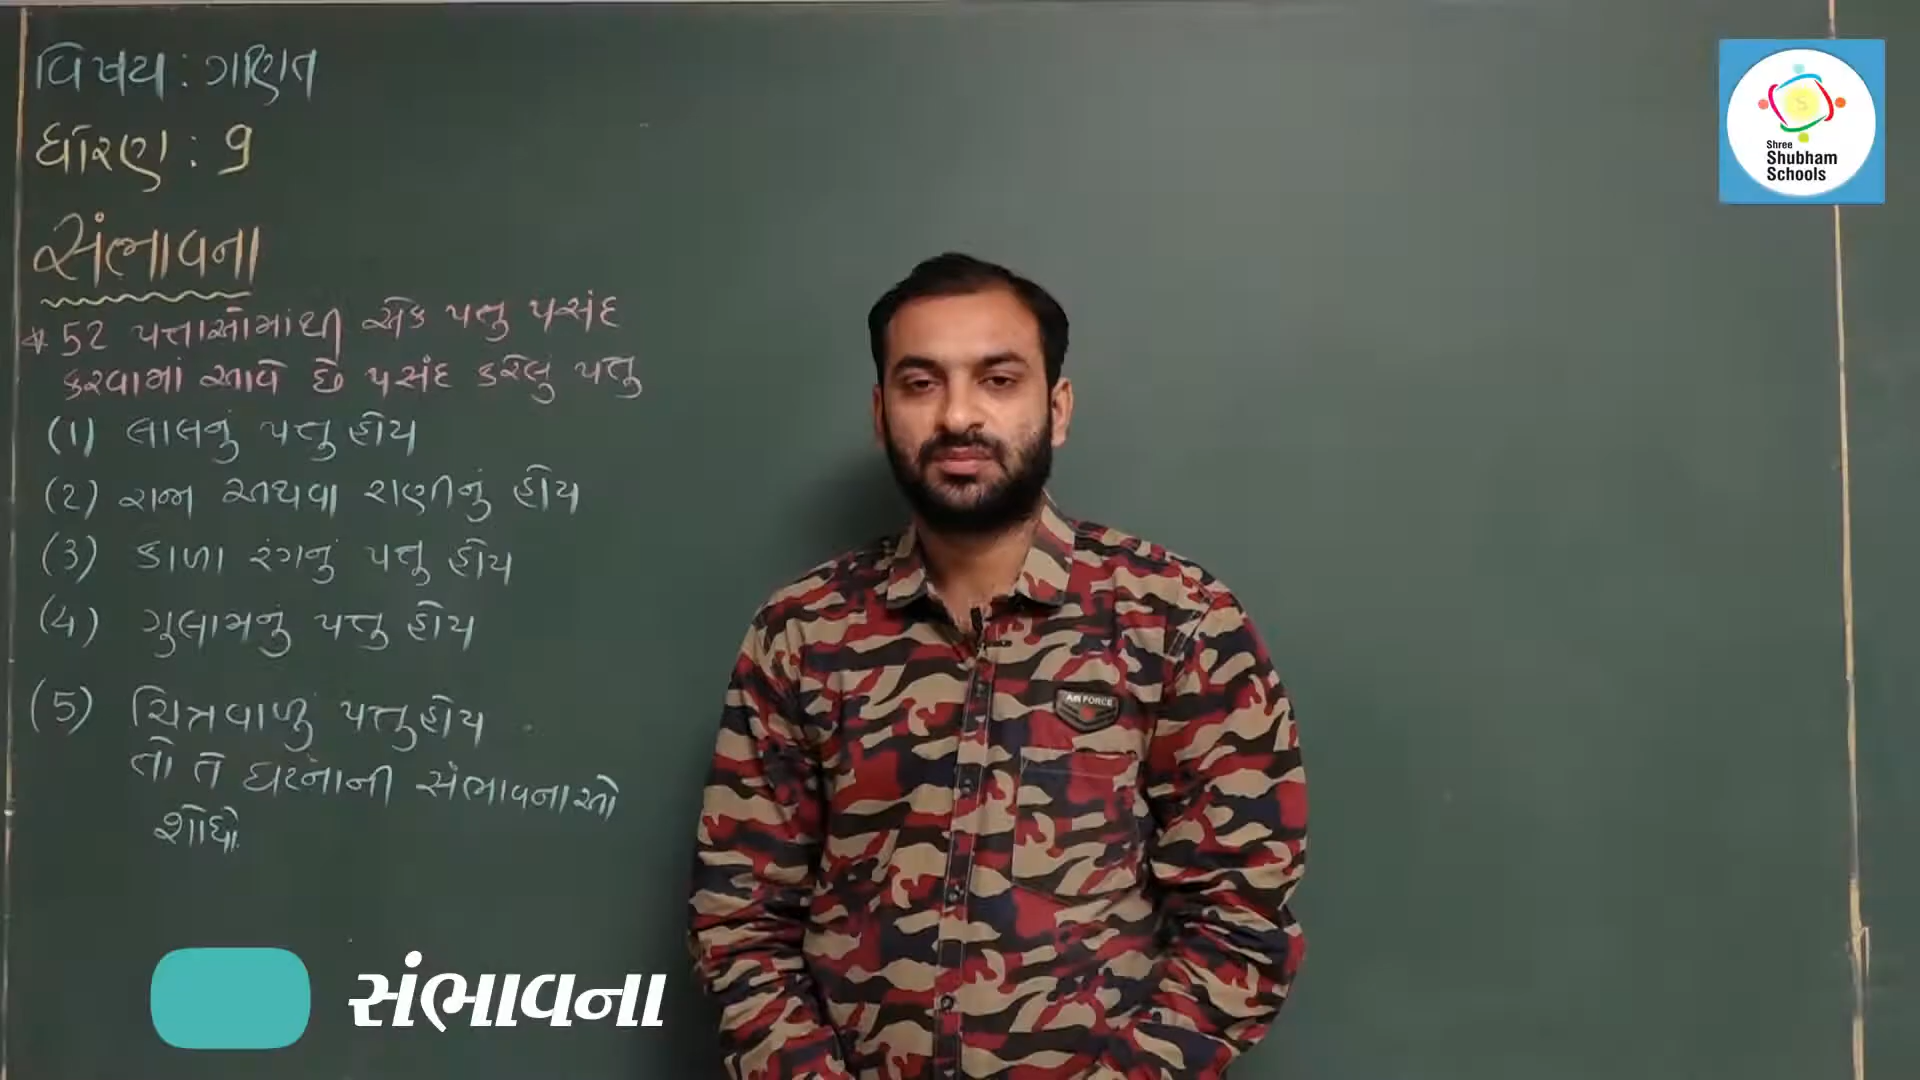 વિષય : ગણિત
ધોરણ : 9
સંભાવના
* 52 પત્તાઓમાંથી એક પત્તુ પસંદ
કરવામાં આવે છે પસંદ કરેલું પત્તુ
(1) લાલનું પત્તુ હોય
(2) રાજા અથવા રાણીનું હોય
(3) કાળા રંગનું પત્તુ હોય
(4) ગુલામનું પત્તુ હોય
(5) ચિત્રવાળુ પત્તુ હોય
તો તે ઘટનાની સંભાવનાઓ
શોધો.
Shree
Shubham
Schools
AIR FORCE
સંભાવના